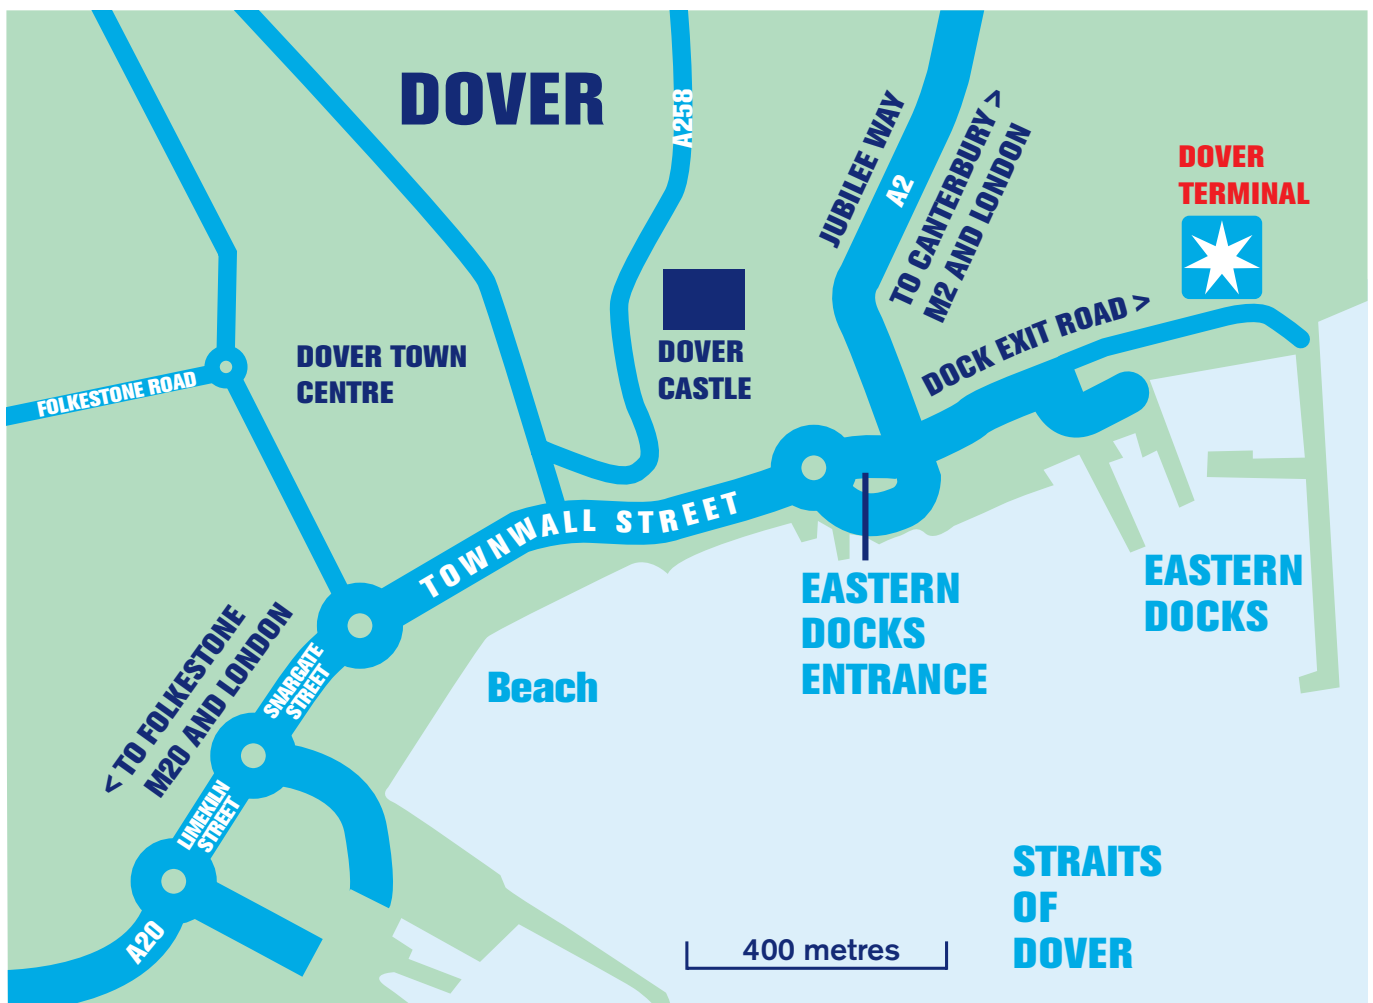 DOVER
A258
JUBILEE WAY
A2
TO CANTERBURY >
M2 AND LONDON
DOVER
TERMINAL
DOCK EXIT ROAD >
DOVER TOWN
CENTRE
DOVER
CASTLE
FOLKESTONE ROAD
TOWNWALL STREET
EASTERN
DOCKS
ENTRANCE
EASTERN
DOCKS
< TO FOLKESTONE
M20 AND LONDON
SNARGATE
STREET
Beach
LIMEKILN
STREET
A20
STRAITS
OF
DOVER
400 metres